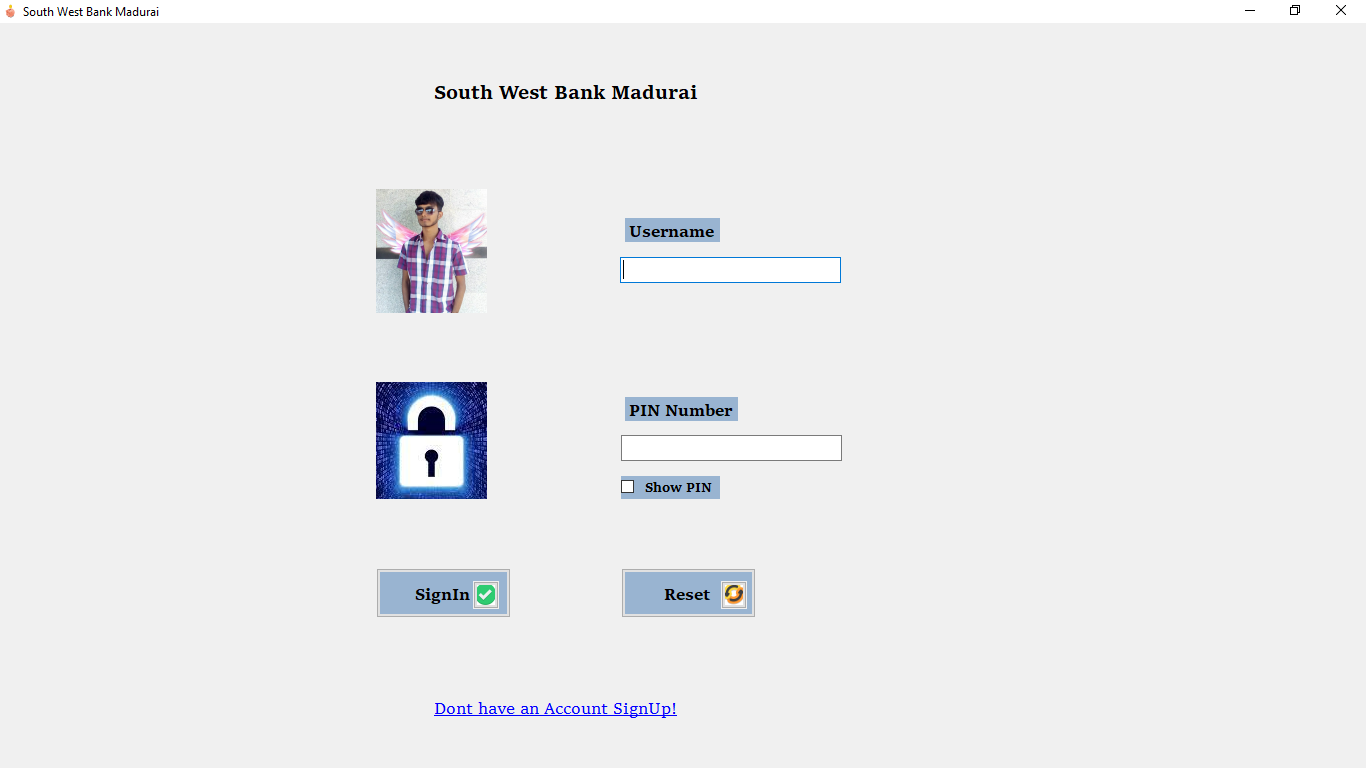 South West Bank Madurai
South West Bank Madurai
Username
PIN Number
Show PIN
SignIn
Reset
Dont have an Account SignUp!